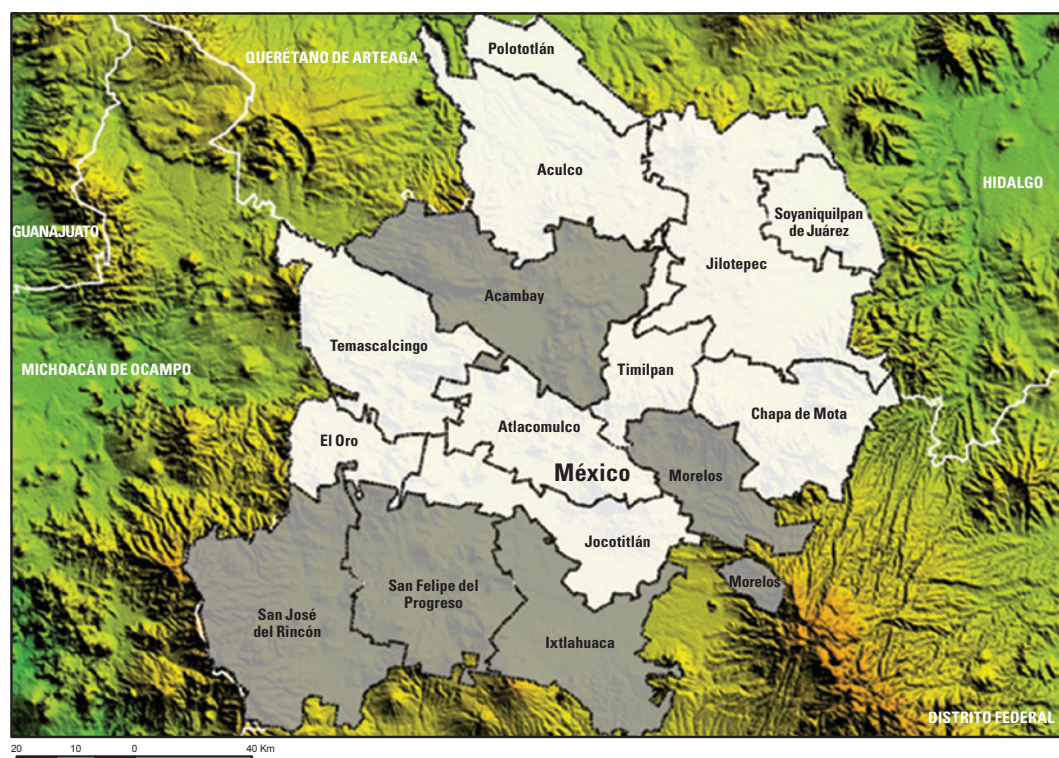 Polototlán
QUERÉTANO DE ARTEAGA
Aculco
HIDALGO
Soyaniquilpan
de Juárez
GUANAJUATO
Jilotepec
Acambay
Temascalcingo
Timilpan
MICHOACÁN DE OCAMPO
Chapa de Mota
Atlacomulco
El Oro
México
Morelos
Jocotitlán
Morelos
San Felipe del
Progreso
San José
del Rincón
Ixtlahuaca
DISTRITO FEDERAL
20 10 0 40 Km